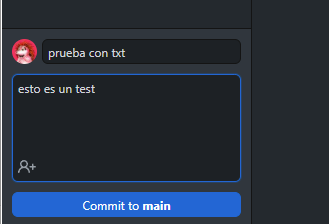 prueba con txt
esto es un test
Commit to main